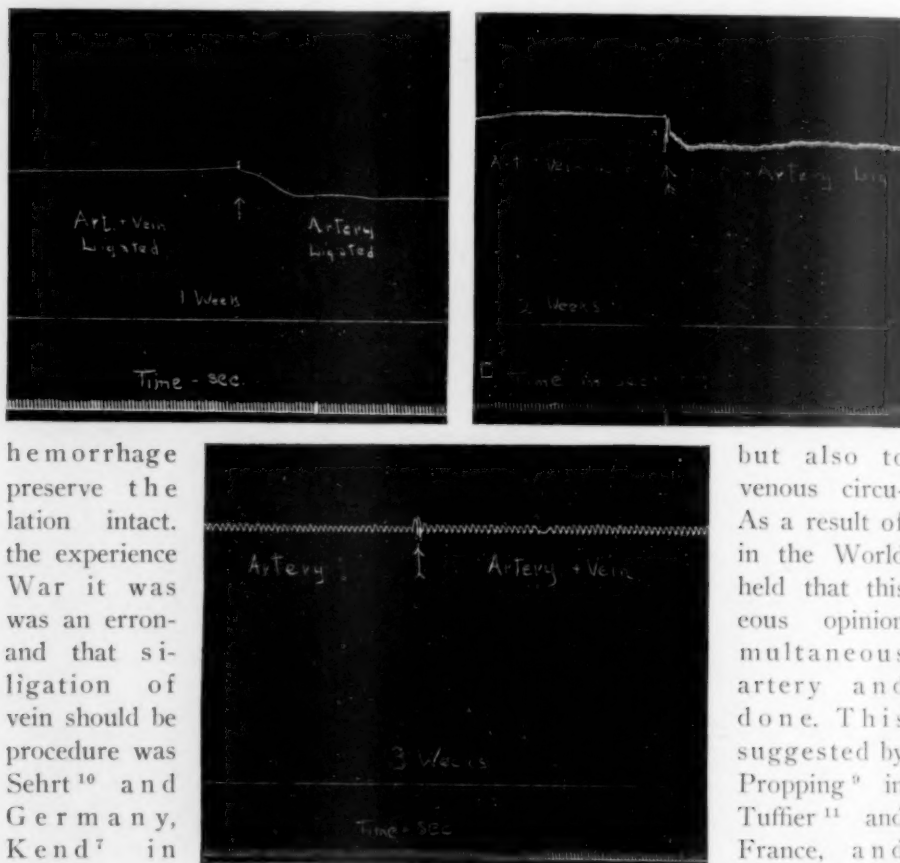 Art. + Vein
Ligated
Artery
Ligated
1 Weeks
Time - sec.
Art + Vein
Artery Lig
2 Weeks
Time in sec
hemorrhage but also to
preserve the venous circu-
lation intact. As a result of
the experience in the World
War it was held that this
was an erron- eous opinion
and that si- multaneous
ligation of artery and
vein should be done. This
procedure was suggested by
Sehrt ¹⁰ and Propping ⁹ in
Germany, Tuffier ¹¹ and
Kend ⁷ in France, and
Artery
Artery + Vein
3 Weeks
Time - SEC